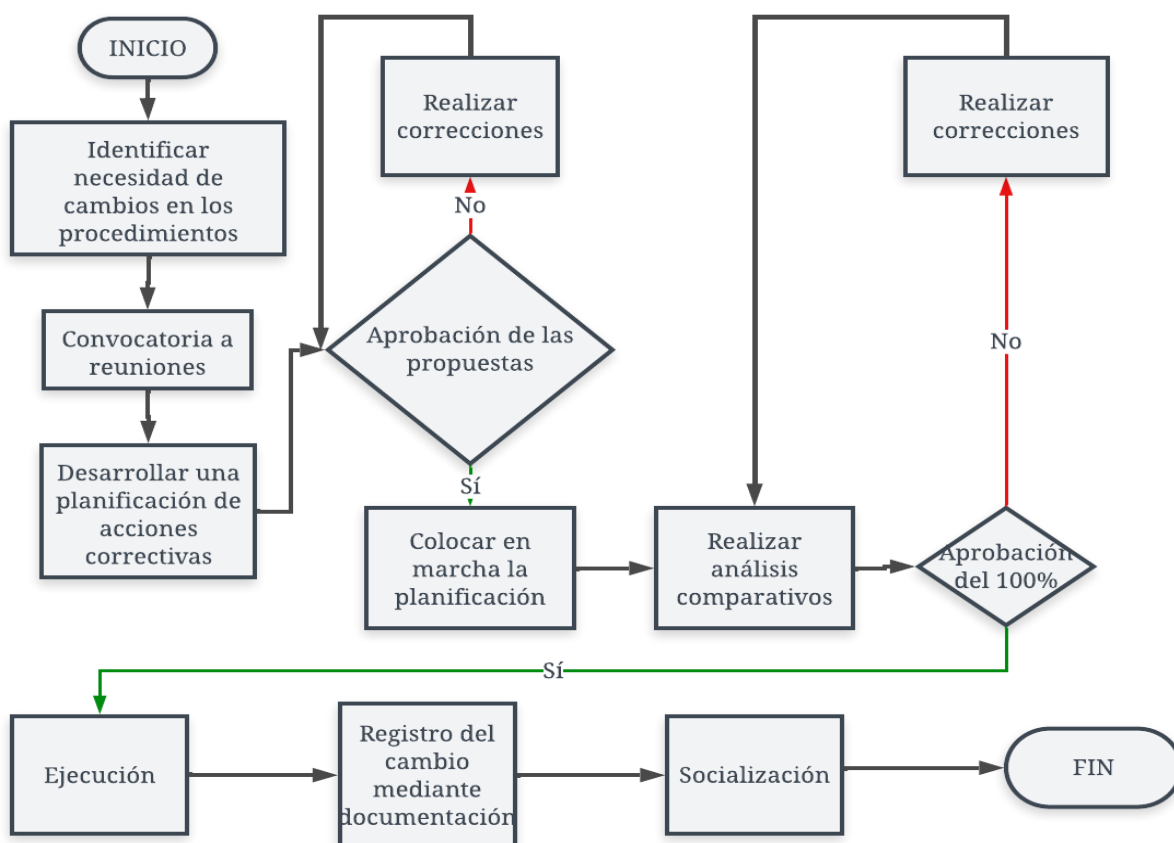 INICIO
Identificar
necesidad de
cambios en los
procedimientos
Convocatoria a
reuniones
Desarrollar una
planificación de
acciones
correctivas
Realizar
correcciones
No
Aprobación de las
propuestas
Sí
Colocar en
marcha la
planificación
Realizar
análisis
comparativos
Aprobación
del 100%
No
Realizar
correcciones
Sí
Ejecución
Registro del
cambio
mediante
documentación
Socialización
FIN